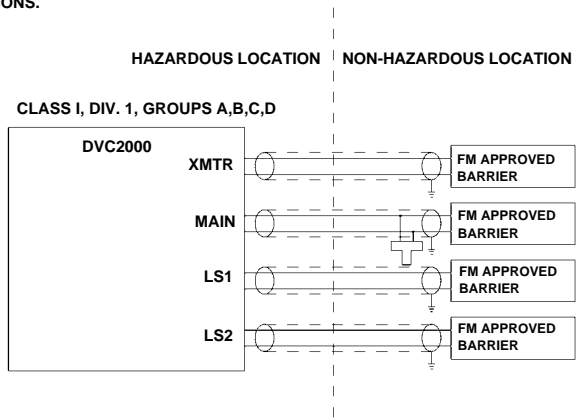 ONS.
HAZARDOUS LOCATION NON-HAZARDOUS LOCATION
CLASS I, DIV. 1, GROUPS A,B,C,D
DVC2000
XMTR
FM APPROVED
BARRIER
MAIN
FM APPROVED
BARRIER
LS1
FM APPROVED
BARRIER
LS2
FM APPROVED
BARRIER